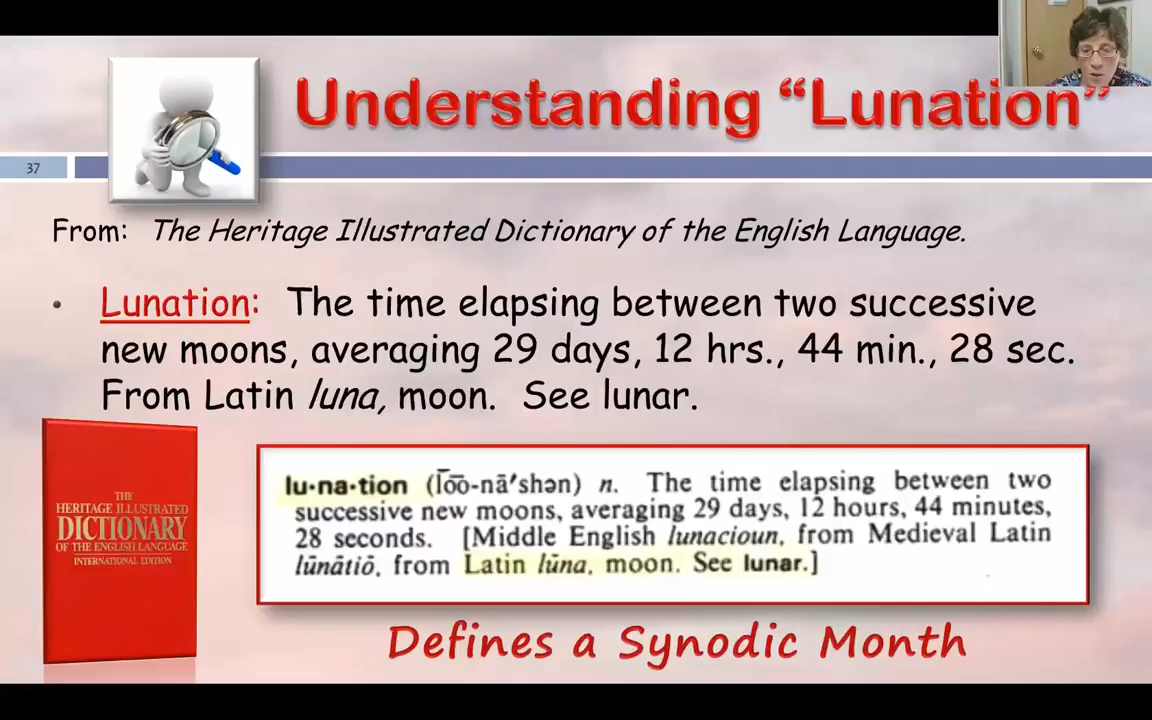 Understanding “Lunation”
37
From: The Heritage Illustrated Dictionary of the English Language.
• Lunation: The time elapsing between two successive
new moons, averaging 29 days, 12 hrs., 44 min., 28 sec.
From Latin luna, moon. See lunar.
THE
HERITAGE ILLUSTRATED
DICTIONARY
OF THE ENGLISH LANGUAGE
INTERNATIONAL EDITION
lu·na·tion (l͞oo-nā′shən) n. The time elapsing between two
successive new moons, averaging 29 days, 12 hours, 44 minutes,
28 seconds. [Middle English lunacioun, from Medieval Latin
lūnātiō, from Latin lūna, moon. See lunar.]
Defines a Synodic Month